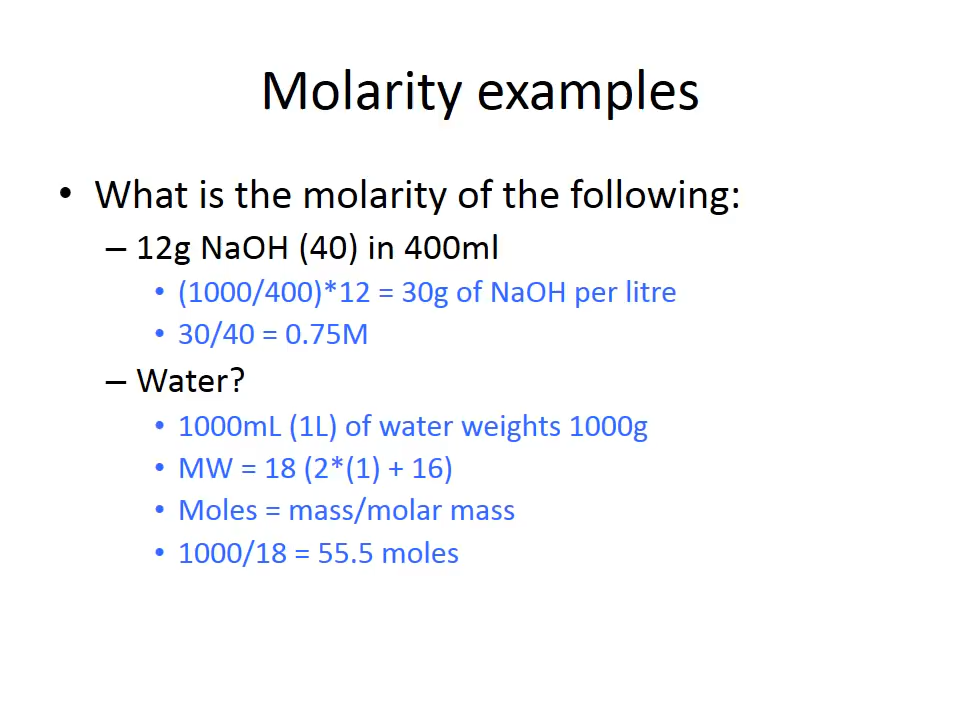 Molarity examples
• What is the molarity of the following:
– 12g NaOH (40) in 400ml
• (1000/400)*12 = 30g of NaOH per litre
• 30/40 = 0.75M
– Water?
• 1000mL (1L) of water weights 1000g
• MW = 18 (2*(1) + 16)
• Moles = mass/molar mass
• 1000/18 = 55.5 moles